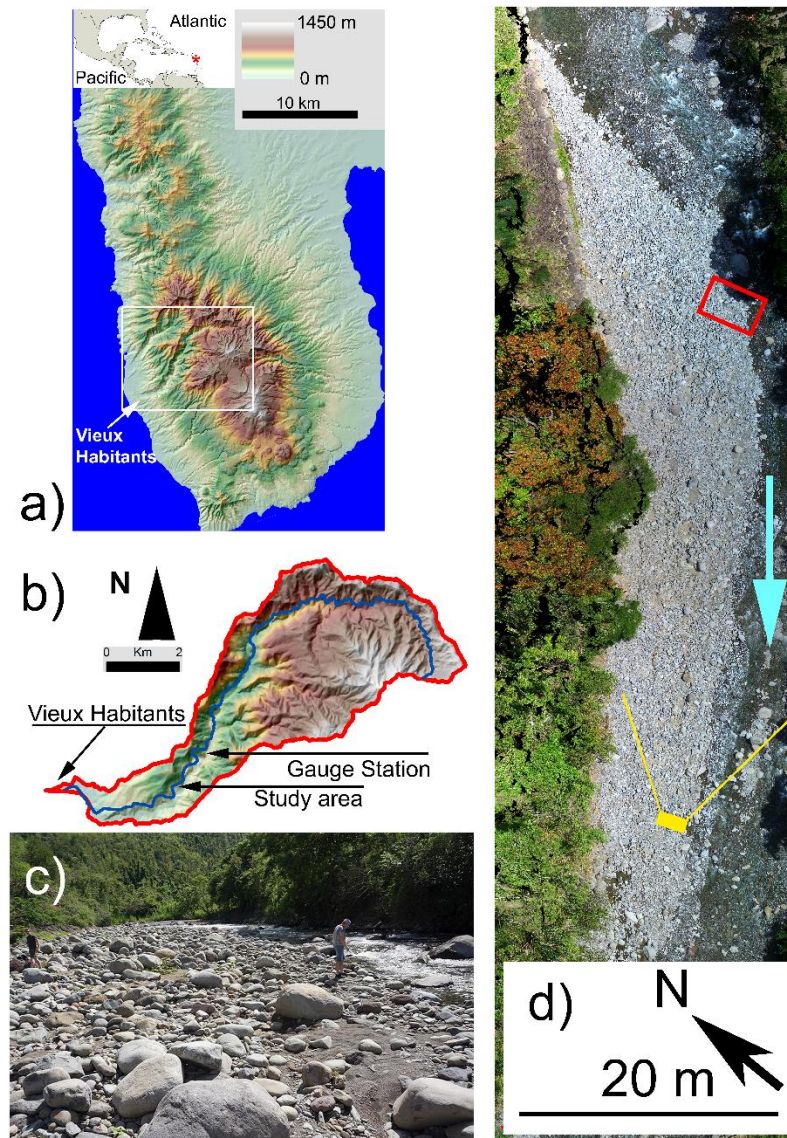 Atlantic
Pacific
1450 m
0 m
10 km
Vieux
Habitants
a)
b)
N
0 Km 2
Vieux Habitants
Gauge Station
Study area
c)
d)
N
20 m